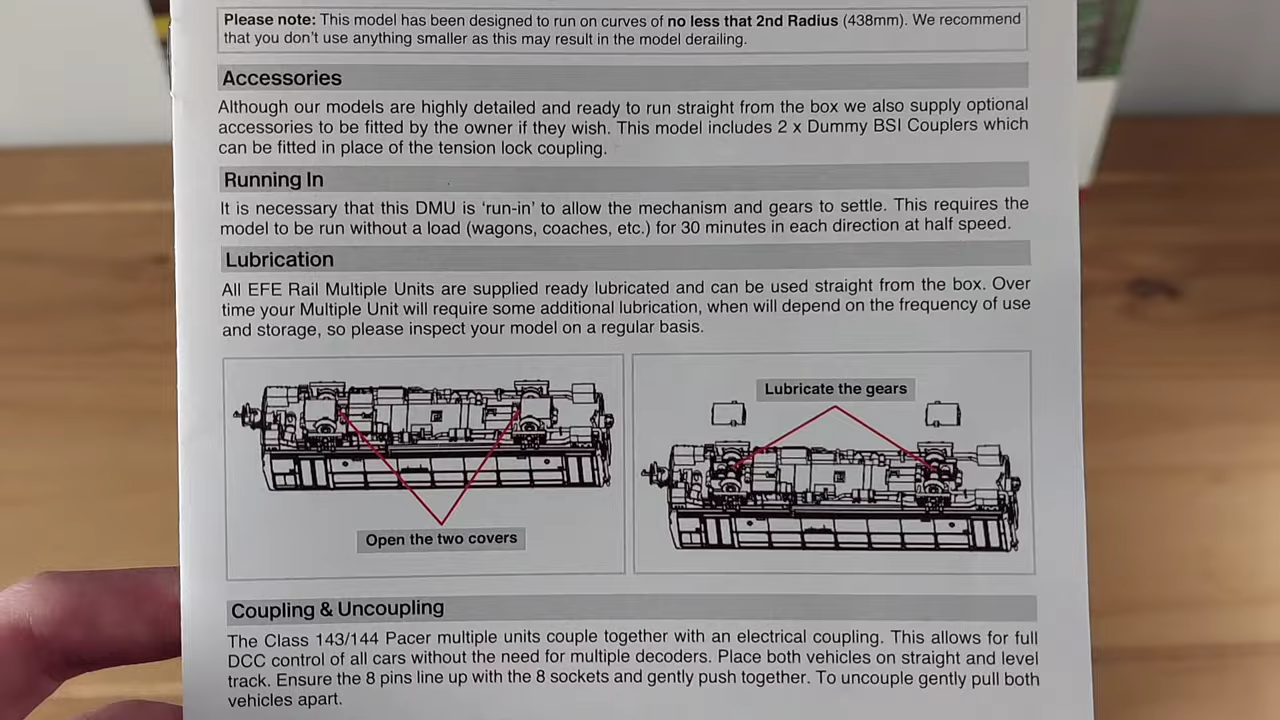 Please note: This model has been designed to run on curves of no less that 2nd Radius (438mm). We recommend
that you don't use anything smaller as this may result in the model derailing.
Accessories
Although our models are highly detailed and ready to run straight from the box we also supply optional
accessories to be fitted by the owner if they wish. This model includes 2 x Dummy BSI Couplers which
can be fitted in place of the tension lock coupling.
Running In
It is necessary that this DMU is 'run-in' to allow the mechanism and gears to settle. This requires the
model to be run without a load (wagons, coaches, etc.) for 30 minutes in each direction at half speed.
Lubrication
All EFE Rail Multiple Units are supplied ready lubricated and can be used straight from the box. Over
time your Multiple Unit will require some additional lubrication, when will depend on the frequency of use
and storage, so please inspect your model on a regular basis.
Open the two covers
Lubricate the gears
Coupling & Uncoupling
The Class 143/144 Pacer multiple units couple together with an electrical coupling. This allows for full
DCC control of all cars without the need for multiple decoders. Place both vehicles on straight and level
track. Ensure the 8 pins line up with the 8 sockets and gently push together. To uncouple gently pull both
vehicles apart.